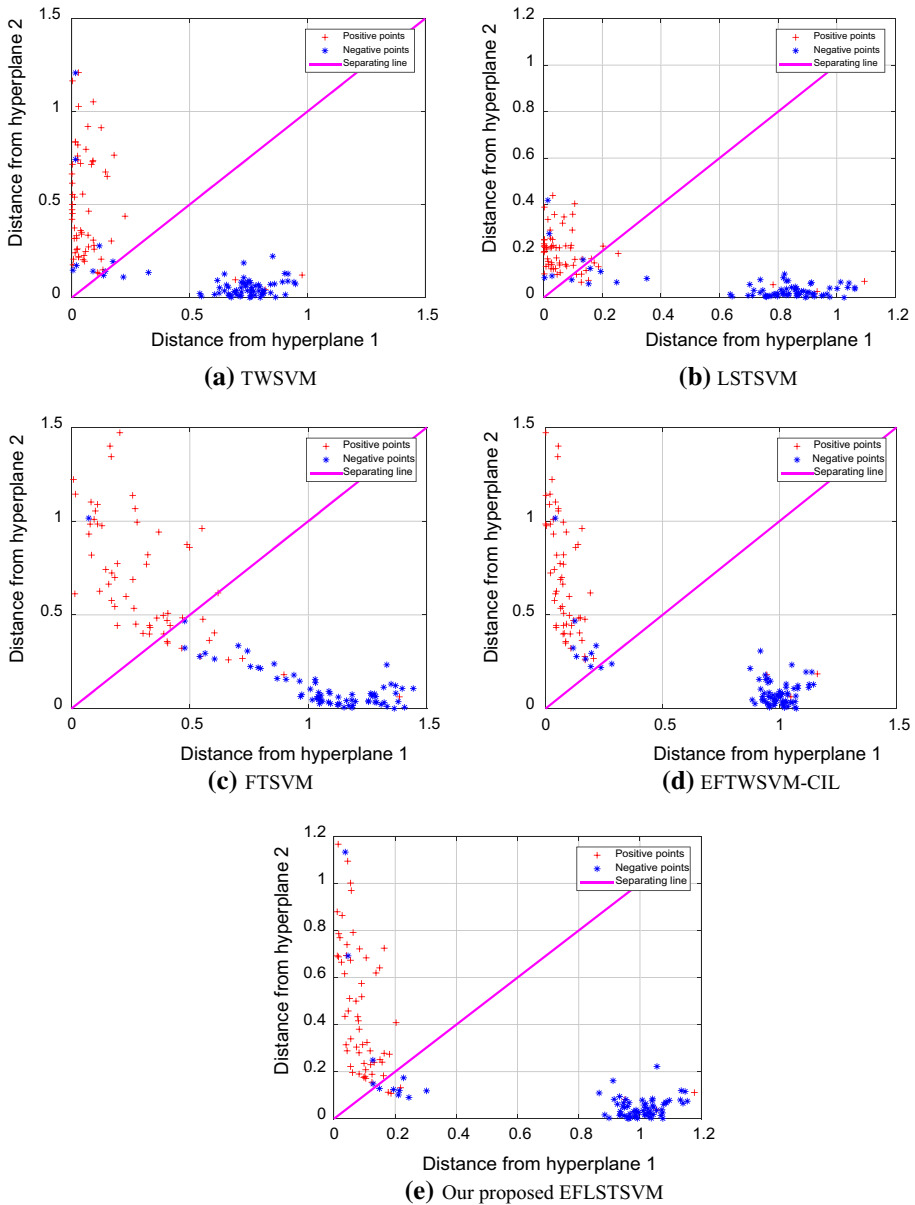 Distance from hyperplane 2
1.5
1
0.5
0
0
0.5
1
1.5
Positive points
Negative points
Separating line
Distance from hyperplane 1
(a) TWSVM
Distance from hyperplane 2
1.2
1
0.8
0.6
0.4
0.2
0
0
0.2
0.4
0.6
0.8
1
1.2
Positive points
Negative points
Separating line
Distance from hyperplane 1
(b) LSTSVM
Distance from hyperplane 2
1.5
1
0.5
0
0
0.5
1
1.5
Positive points
Negative points
Separating line
Distance from hyperplane 1
(c) FTSVM
Distance from hyperplane 2
1.5
1
0.5
0
0
0.5
1
1.5
Positive points
Negative points
Separating line
Distance from hyperplane 1
(d) EFTWSVM-CIL
Distance from hyperplane 2
1.2
1
0.8
0.6
0.4
0.2
0
0
0.2
0.4
0.6
0.8
1
1.2
Positive points
Negative points
Separating line
Distance from hyperplane 1
(e) Our proposed EFLSTSVM